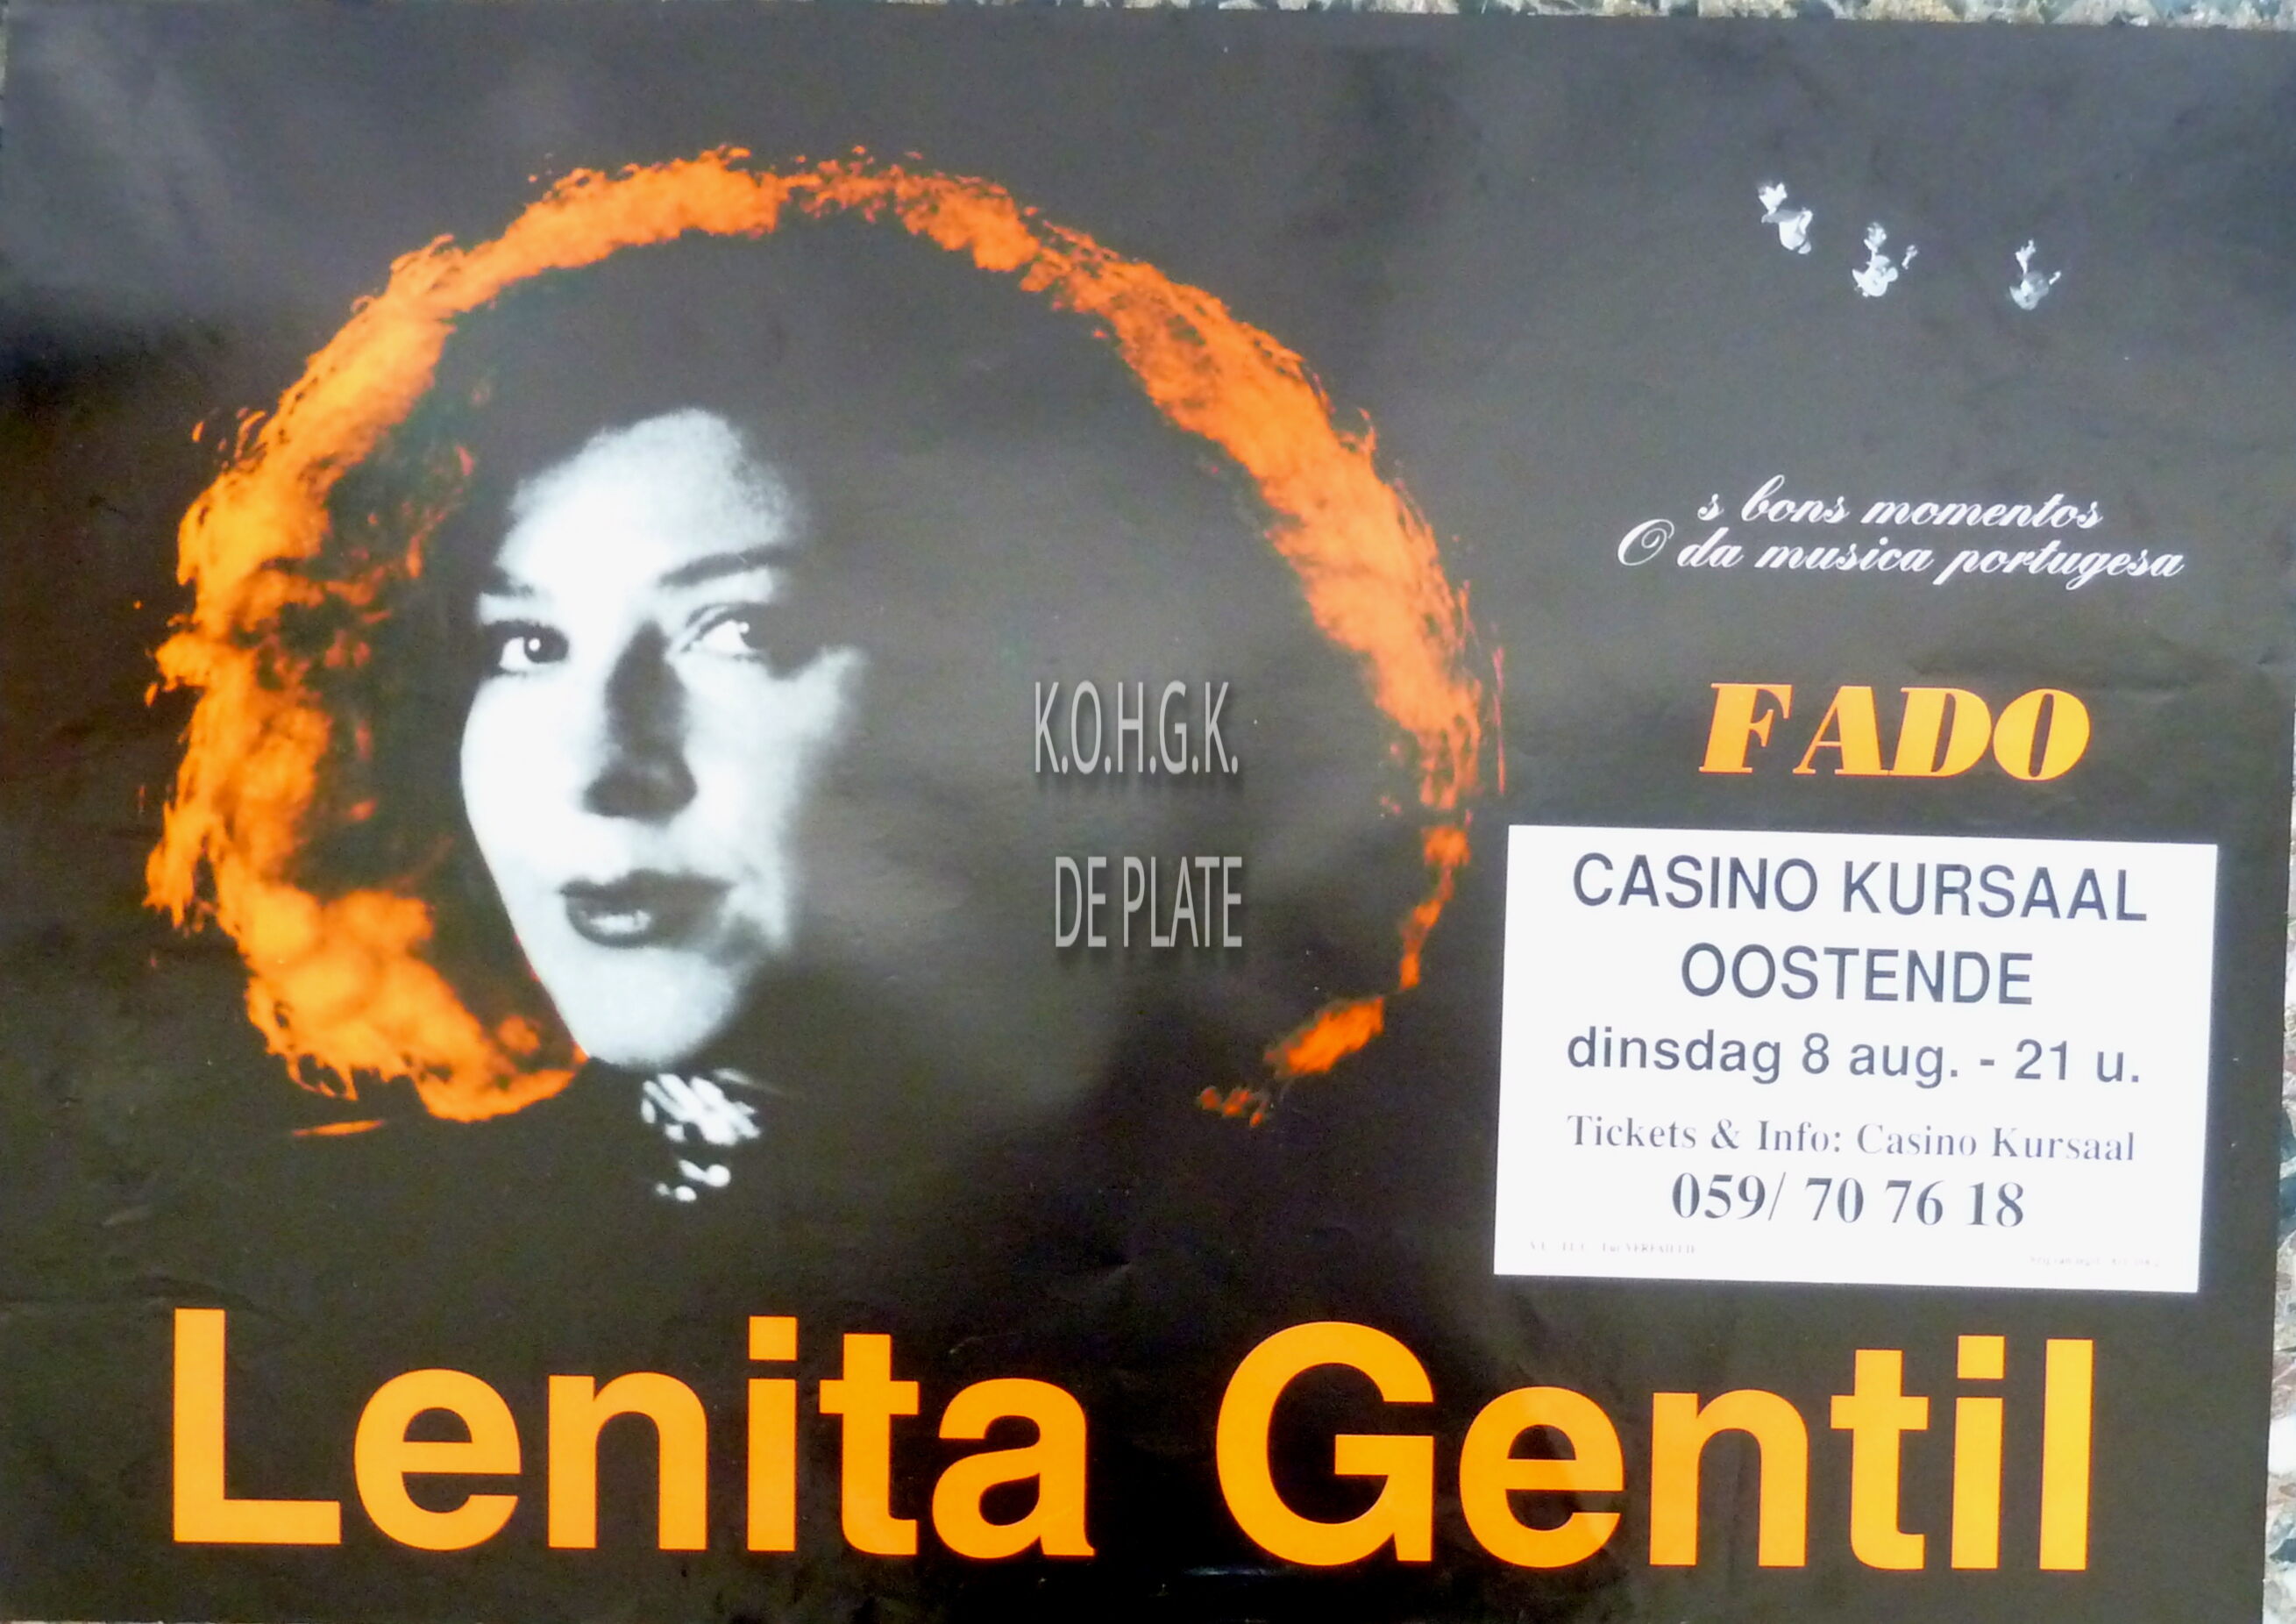 s bons momentos
O da musica portugesa
FADO
K.O.H.G.K.
DE PLATE
CASINO KURSAAL
OOSTENDE
dinsdag 8 aug. - 21 u.
Tickets & Info: Casino Kursaal
059/ 70 76 18
Lenita Gentil